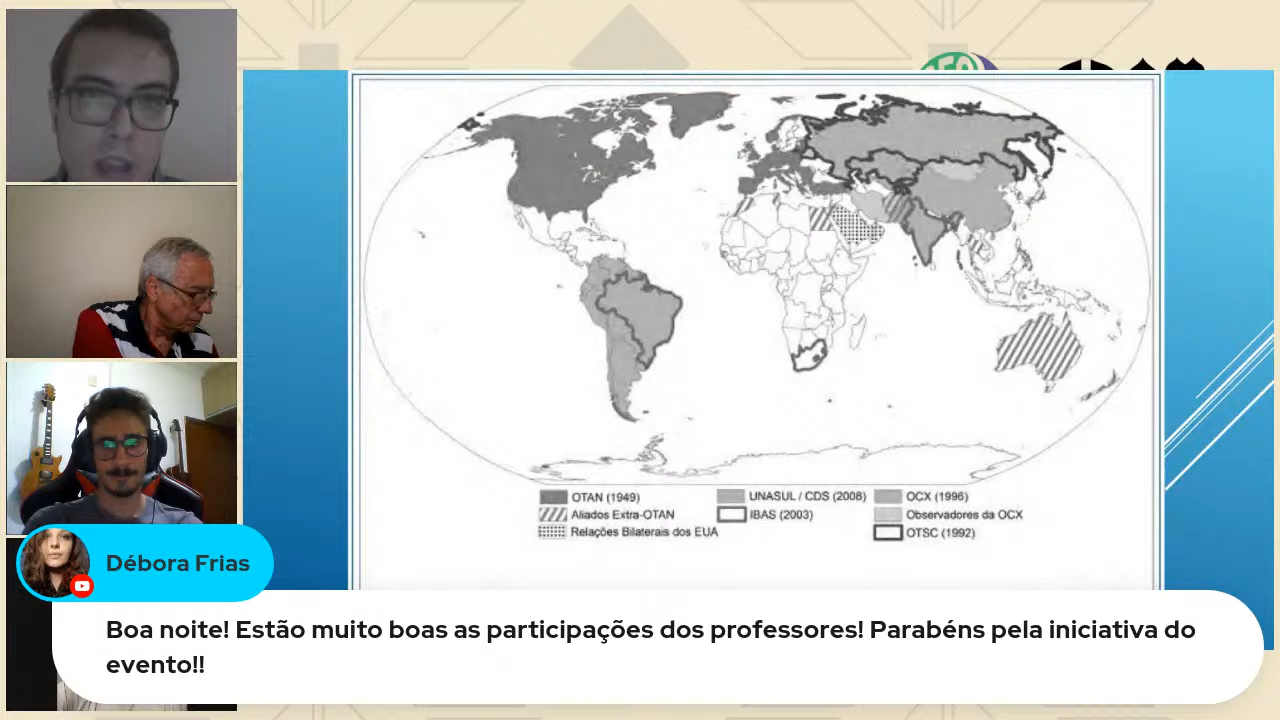 OTAN (1949)
Aliados Extra-OTAN
Relações Bilaterais dos EUA
UNASUL / CDS (2008)
IBAS (2003)
OCX (1996)
Observadores da OCX
OTSC (1992)
Débora Frias
Boa noite! Estão muito boas as participações dos professores! Parabéns pela iniciativa do
evento!!